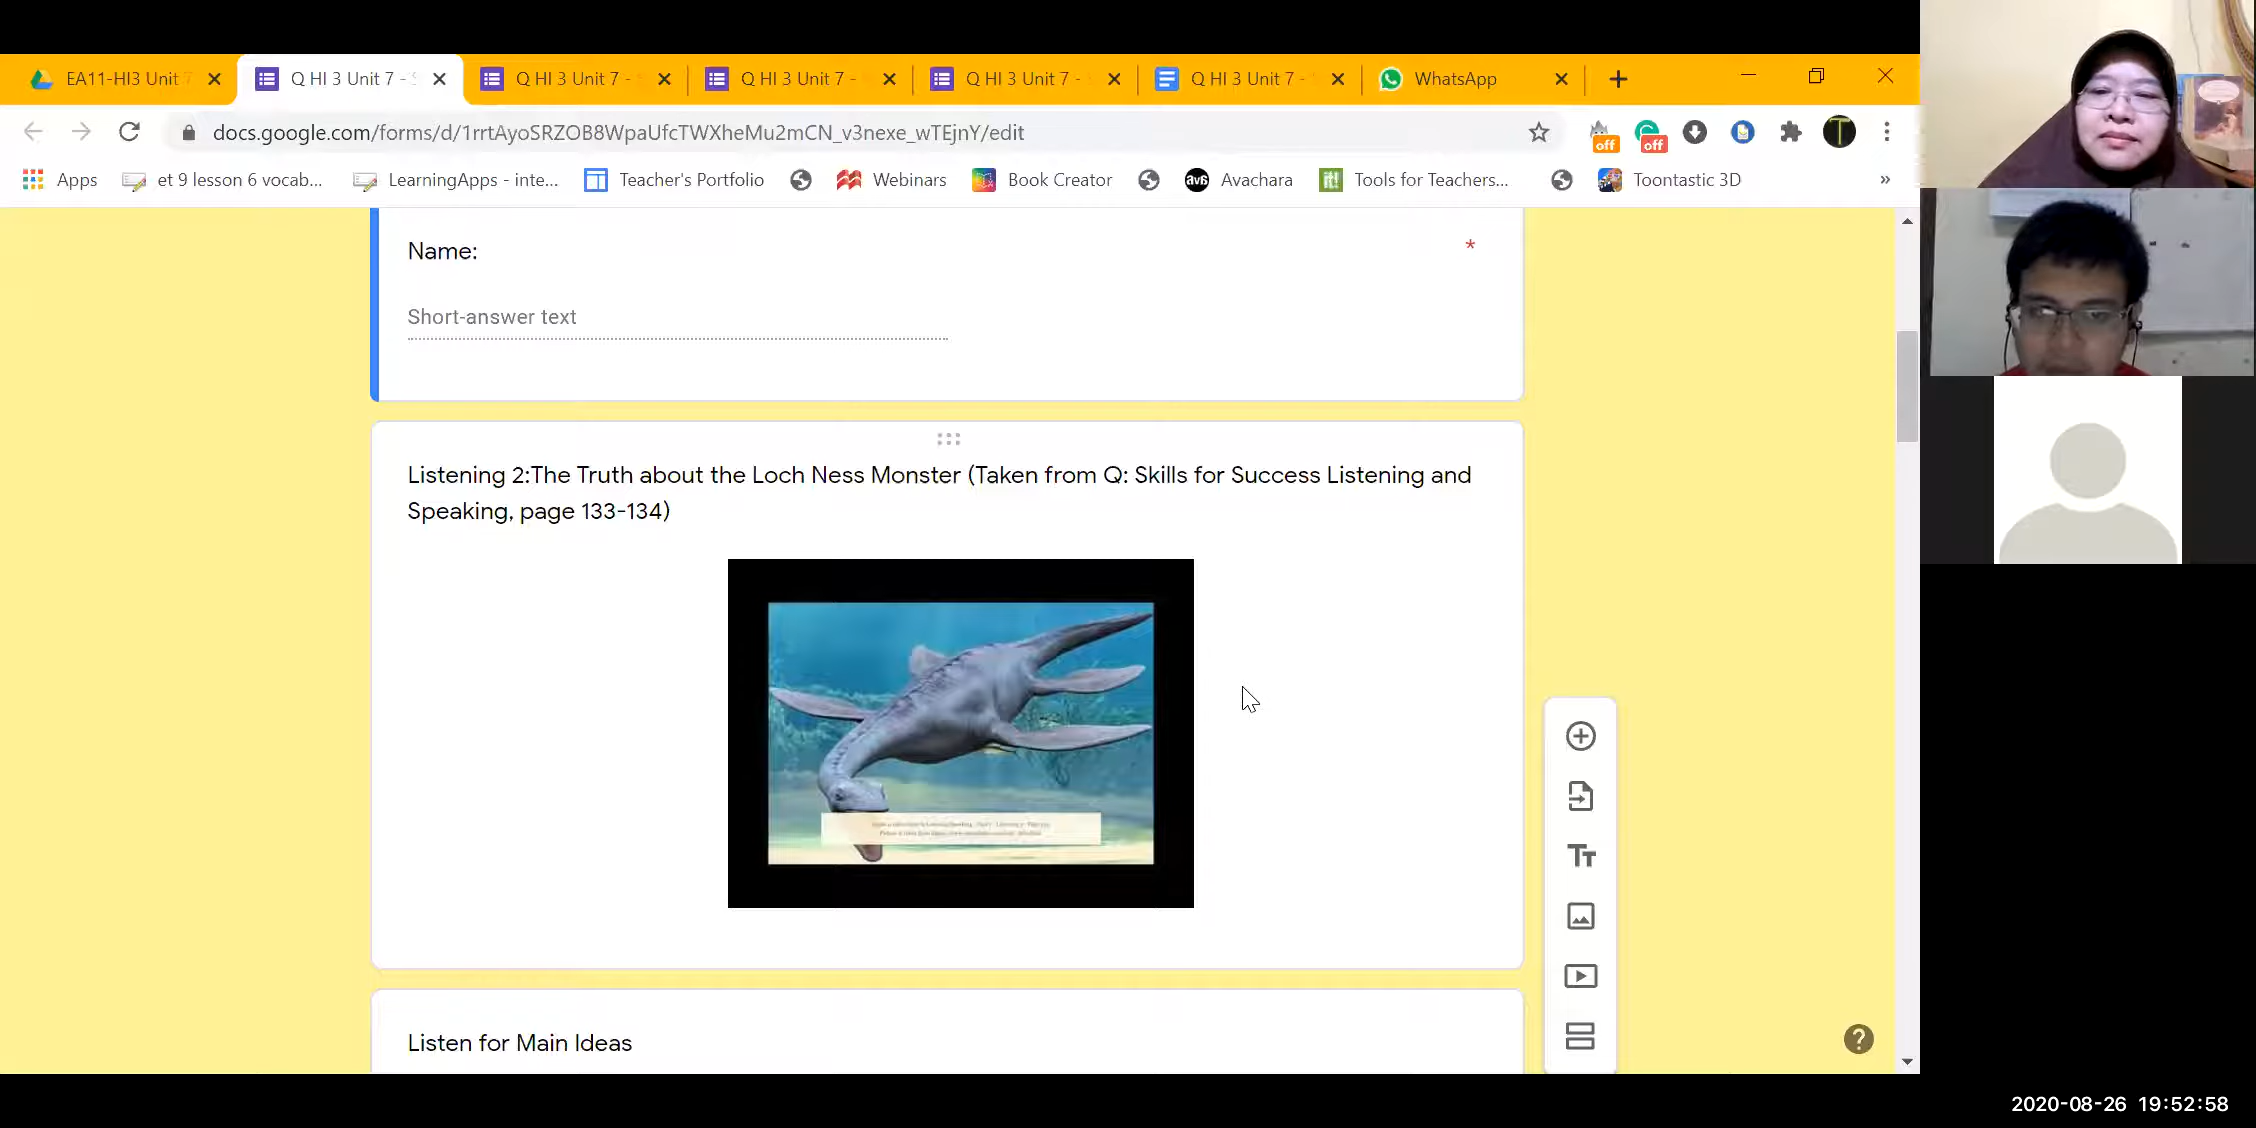 EA11-HI3 Unit 7
Q HI 3 Unit 7 - S
Q HI 3 Unit 7 -
Q HI 3 Unit 7 -
Q HI 3 Unit 7 -
Q HI 3 Unit 7 -
WhatsApp
docs.google.com/forms/d/1rrtAyoSRZOB8WpaUfcTWXheMu2mCN_v3nexe_wTEjnY/edit
off
off
T
Apps
et 9 lesson 6 vocab...
LearningApps - inte...
Teacher's Portfolio
Webinars
Book Creator
ava
Avachara
it!
Tools for Teachers...
Toontastic 3D
»
Name:
*
Short-answer text
Listening 2:The Truth about the Loch Ness Monster (Taken from Q: Skills for Success Listening and
Speaking, page 133-134)
Listen for Main Ideas
2020-08-26 19:52:58